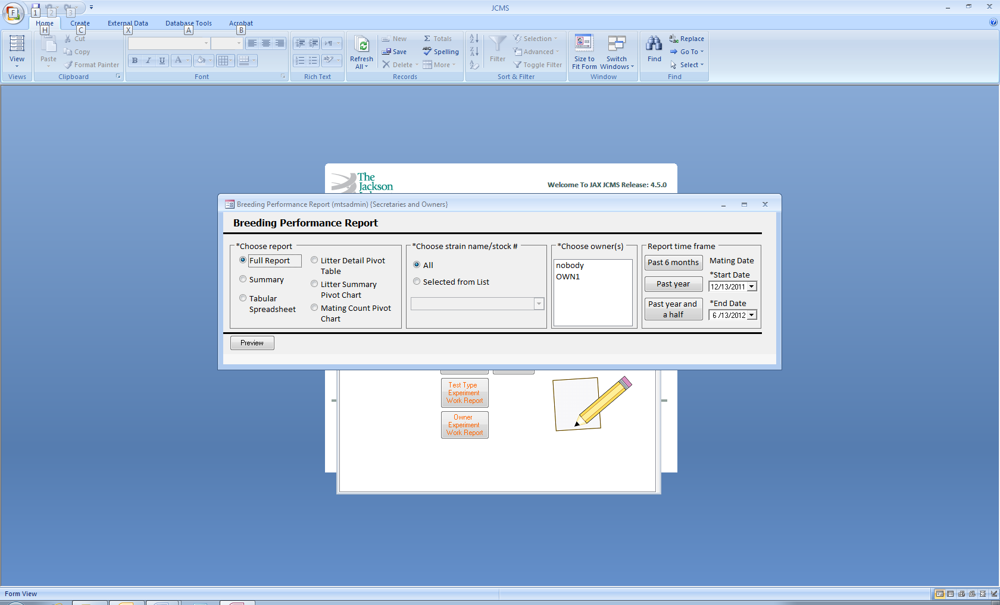 JCMS
F
1
2
3
Home
Create
External Data
Database Tools
Acrobat
H
C
X
A
B
View
Views
Paste
Cut
Copy
Format Painter
Clipboard
B I U A
Font
ab
Rich Text
Refresh
All
New
Save
Delete
Σ Totals
ABC Spelling
More
Records
A
Z
Z
A
Filter
Selection
Advanced
Toggle Filter
Sort & Filter
Size to
Fit Form
Switch
Windows
Window
Find
Replace
Go To
Select
Find
The
Jackson
Welcome To JAX JCMS Release: 4.5.0
Breeding Performance Report (mtsadmin) {Secretaries and Owners}
Breeding Performance Report
*Choose report
Full Report
Summary
Tabular
Spreadsheet
Litter Detail Pivot
Table
Litter Summary
Pivot Chart
Mating Count Pivot
Chart
*Choose strain name/stock #
All
Selected from List
*Choose owner(s)
nobody
OWN1
Report time frame
Past 6 months
Past year
Past year and
a half
Mating Date
*Start Date
12/13/2011
*End Date
6 /13/2012
Preview
Test Type
Experiment
Work Report
Owner
Experiment
Work Report
Form View